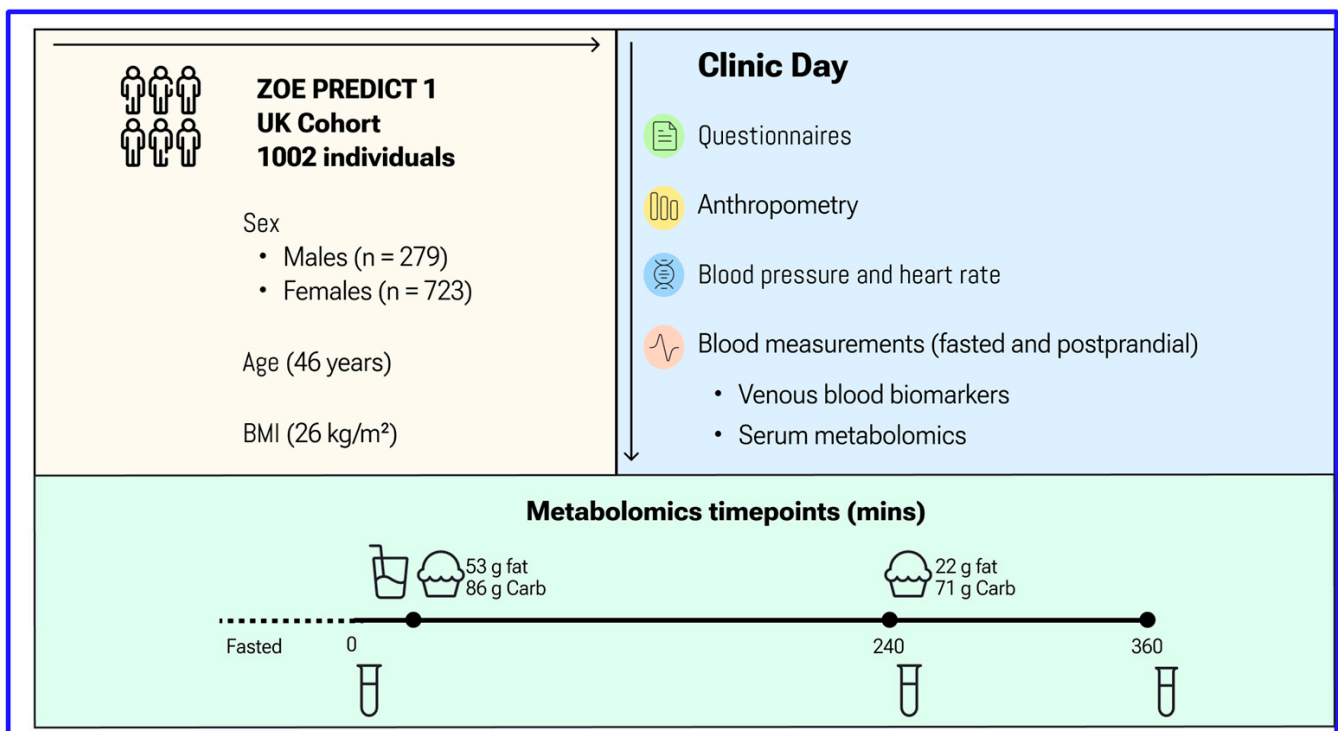 ZOE PREDICT 1
UK Cohort
1002 individuals
Sex
• Males (n = 279)
• Females (n = 723)
Age (46 years)
BMI (26 kg/m²)
Clinic Day
Questionnaires
Anthropometry
Blood pressure and heart rate
Blood measurements (fasted and postprandial)
• Venous blood biomarkers
• Serum metabolomics
Metabolomics timepoints (mins)
53 g fat
86 g Carb
22 g fat
71 g Carb
Fasted 0 240 360